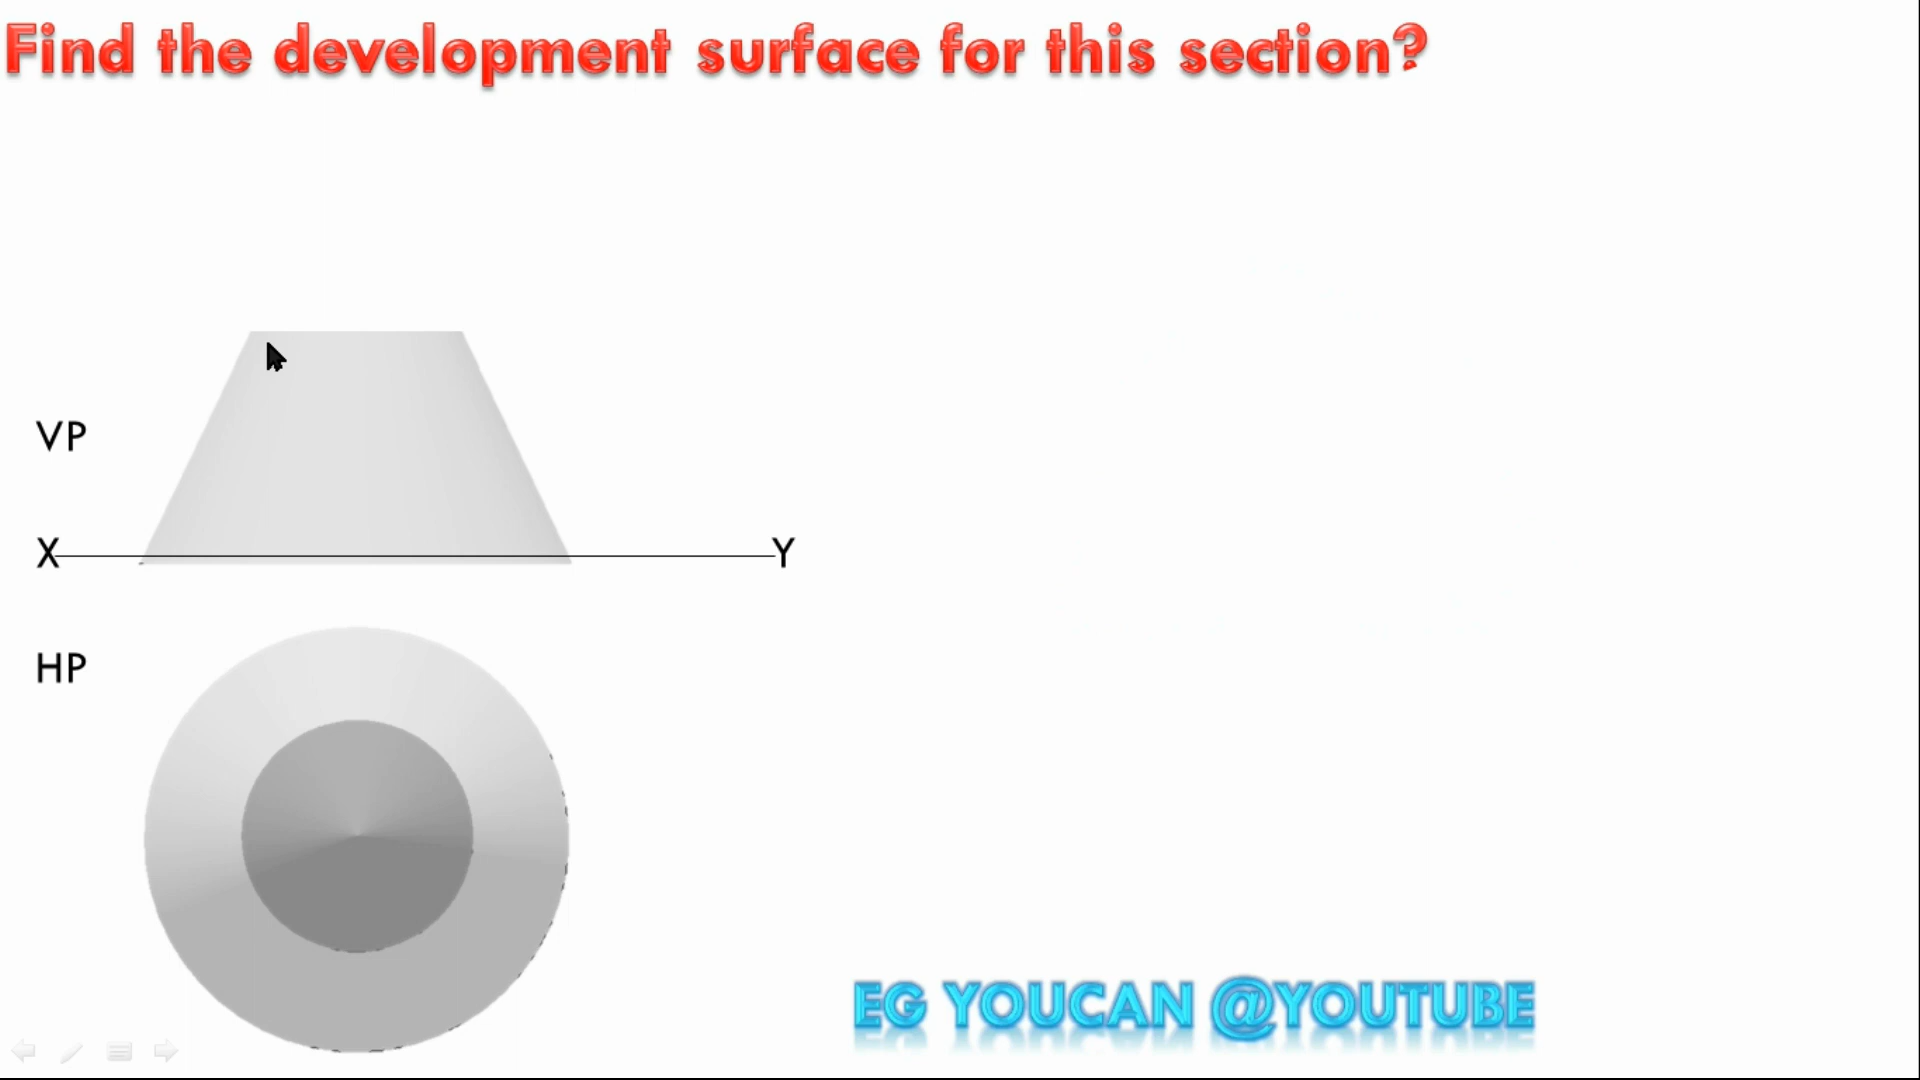 Find the development surface for this section?
VP
X
Y
HP
EG YOUCAN @YOUTUBE